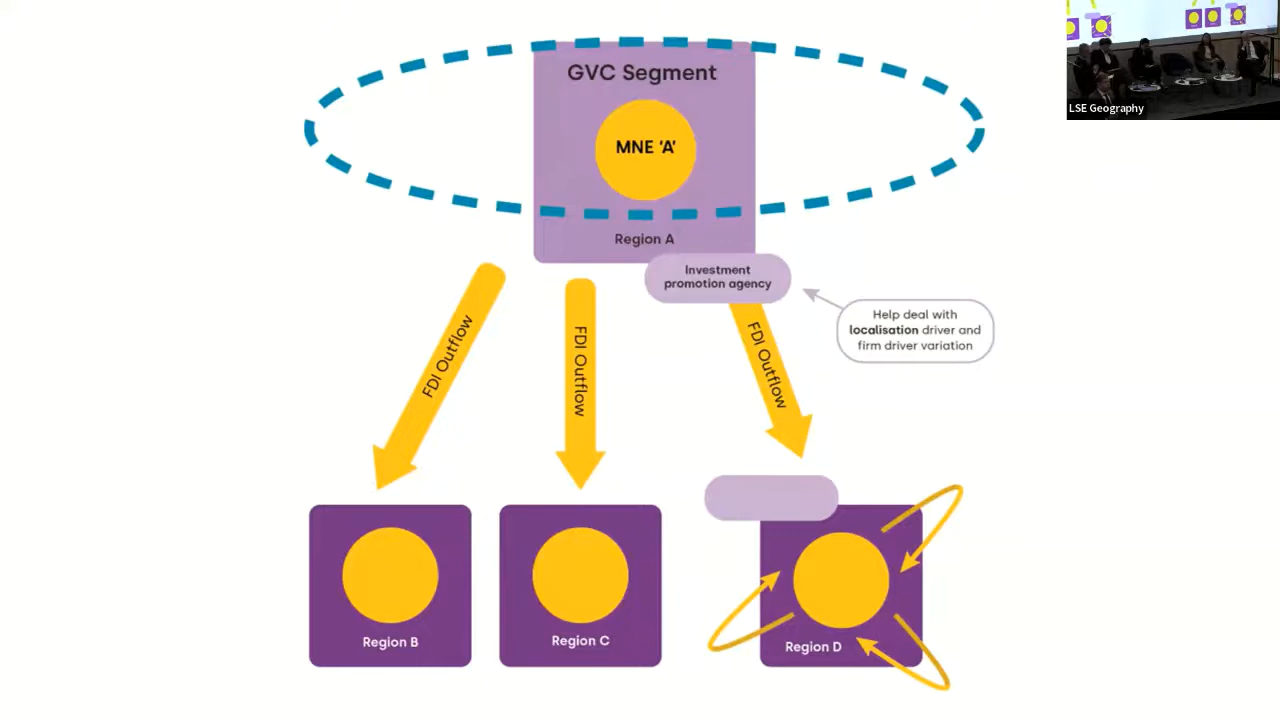 GVC Segment
MNE ‘A’
Region A
Investment
promotion agency
Help deal with
localisation driver and
firm driver variation
FDI Outflow
FDI Outflow
FDI Outflow
Region B
Region C
Region D
LSE Geography